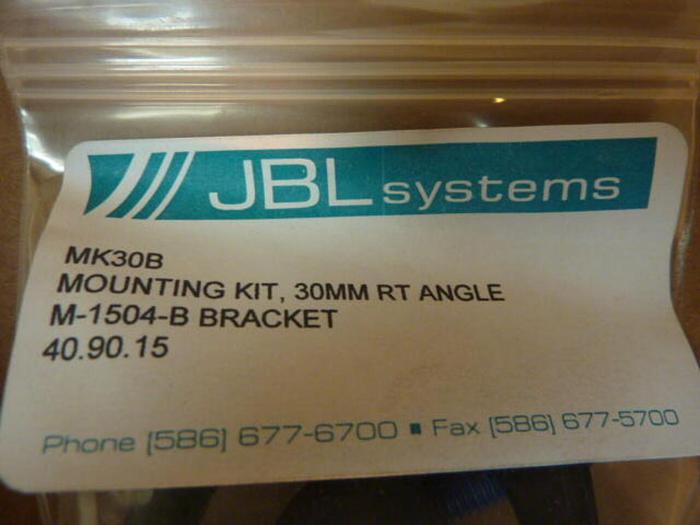 JBL systems
MK30B
MOUNTING KIT, 30MM RT ANGLE
M-1504-B BRACKET
40.90.15
Phone (586) 677-6700 ▪ Fax (586) 677-5700